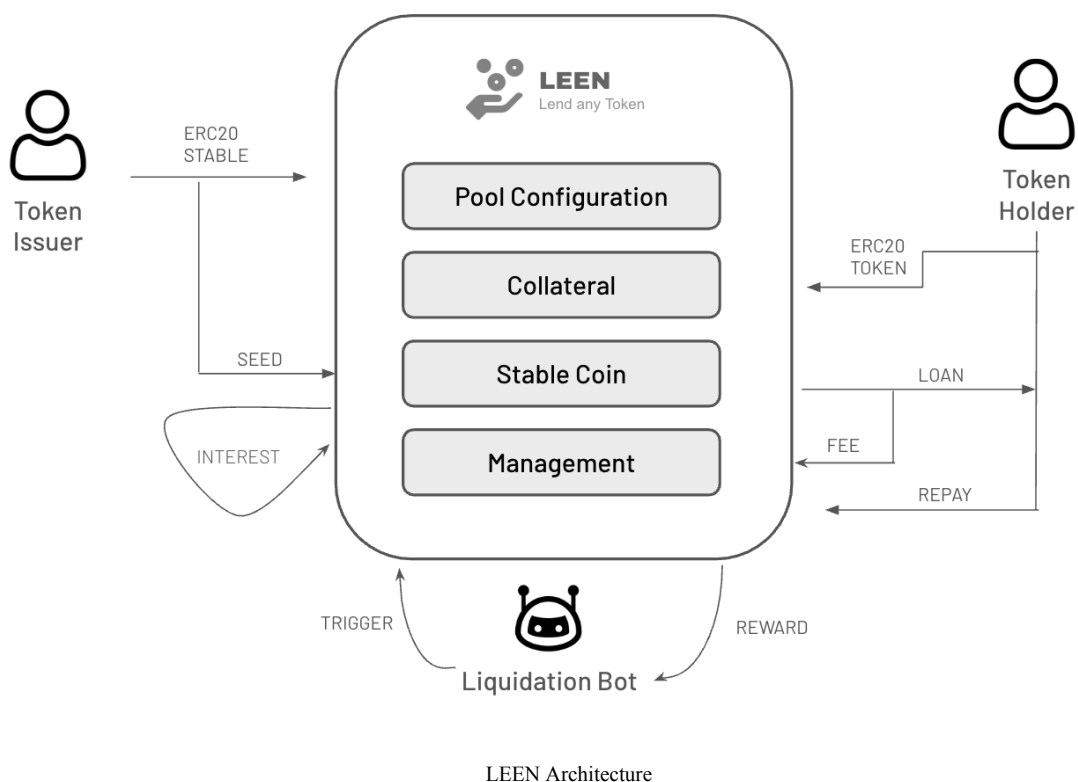 LEEN
Lend any Token
ERC20
STABLE
Token
Issuer
Pool Configuration
Token
Holder
ERC20
TOKEN
Collateral
SEED
Stable Coin
LOAN
INTEREST
FEE
Management
REPAY
TRIGGER
REWARD
Liquidation Bot
LEEN Architecture